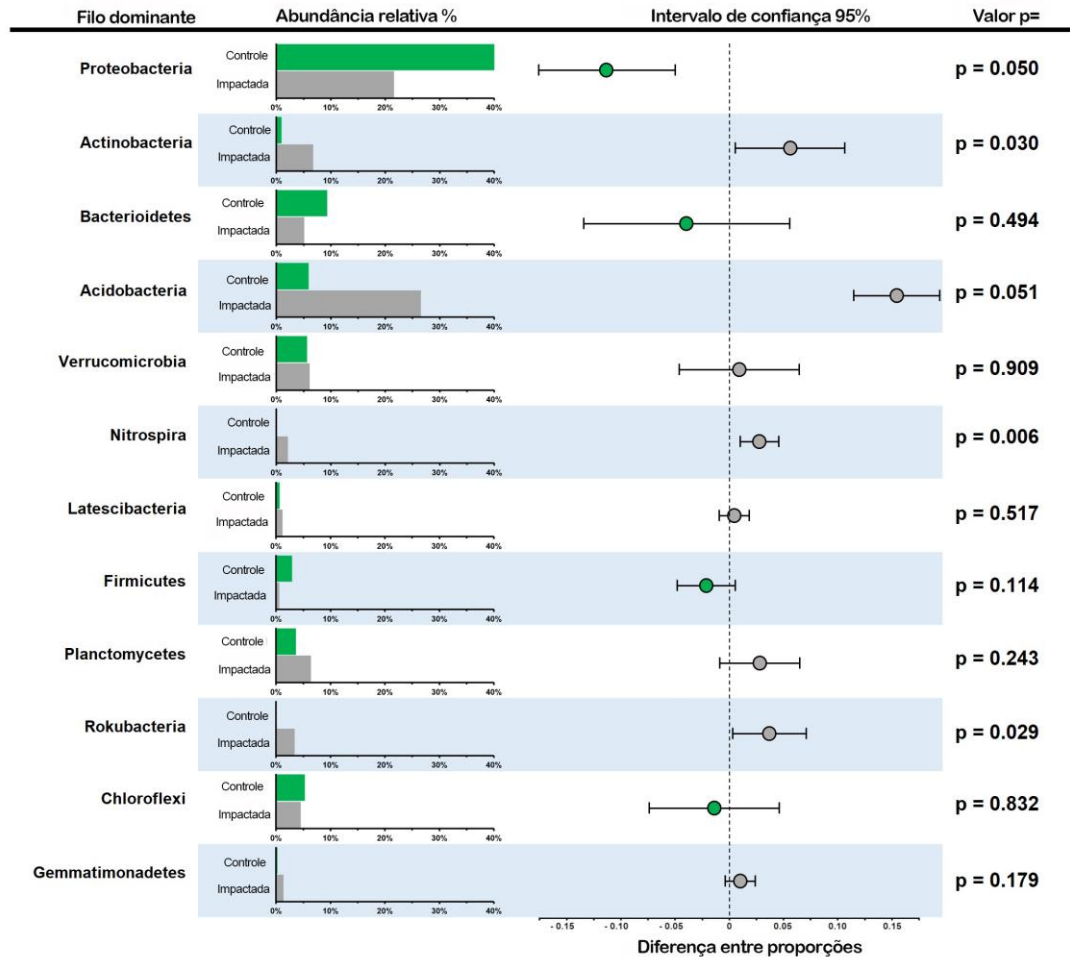 Filo dominante Abundância relativa % Intervalo de confiança 95% Valor p=
Proteobacteria Controle p = 0.050
Impactada
0% 10% 20% 30% 40%
Actinobacteria Controle p = 0.030
Impactada
0% 10% 20% 30% 40%
Bacterioidetes Controle p = 0.494
Impactada
0% 10% 20% 30% 40%
Acidobacteria Controle p = 0.051
Impactada
0% 10% 20% 30% 40%
Verrucomicrobia Controle p = 0.909
Impactada
0% 10% 20% 30% 40%
Nitrospira Controle p = 0.006
Impactada
0% 10% 20% 30% 40%
Latescibacteria Controle p = 0.517
Impactada
0% 10% 20% 30% 40%
Firmicutes Controle p = 0.114
Impactada
0% 10% 20% 30% 40%
Planctomycetes Controle p = 0.243
Impactada
0% 10% 20% 30% 40%
Rokubacteria Controle p = 0.029
Impactada
0% 10% 20% 30% 40%
Chloroflexi Controle p = 0.832
Impactada
0% 10% 20% 30% 40%
Gemmatimonadetes Controle p = 0.179
Impactada
0% 10% 20% 30% 40%
- 0.15 - 0.10 - 0.05 0 0.05 0.10 0.15
Diferença entre proporções